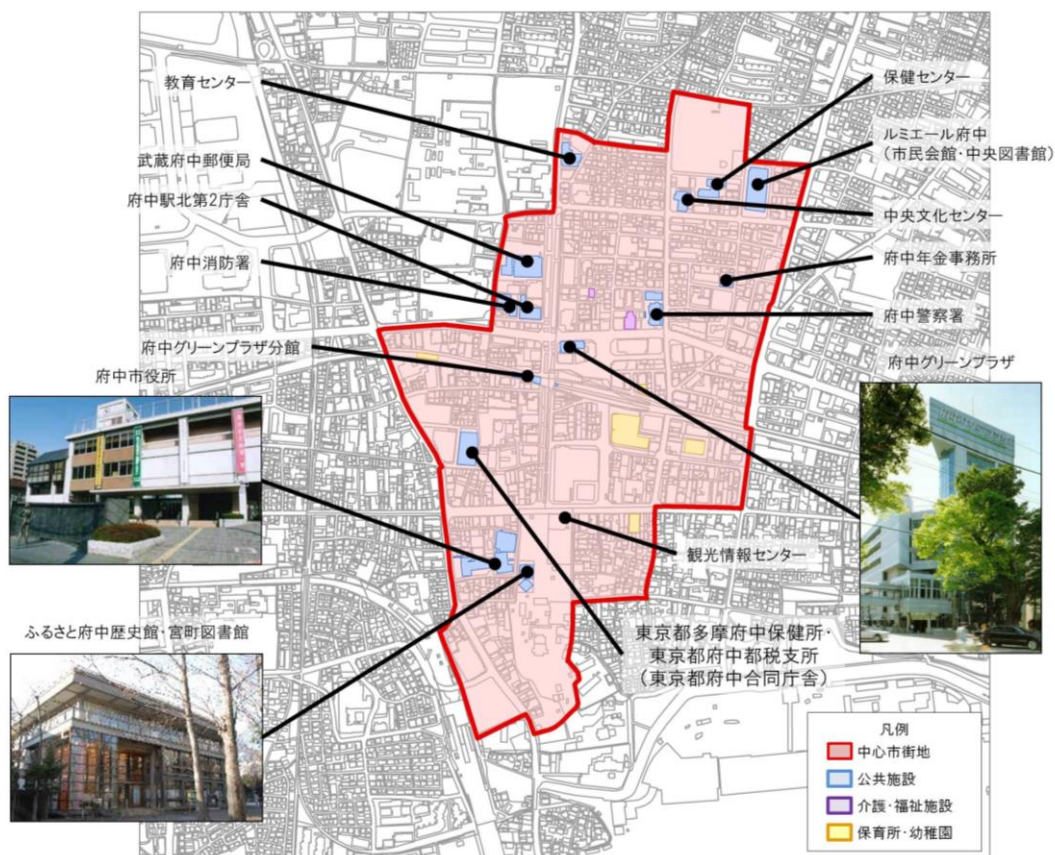 教育センター
武蔵府中郵便局
府中駅北第2庁舎
府中消防署
府中グリーンプラザ分館
府中市役所
ふるさと府中歴史館・宮町図書館
保健センター
ルミエール府中
(市民会館・中央図書館)
中央文化センター
府中年金事務所
府中警察署
府中グリーンプラザ
観光情報センター
東京都多摩府中保健所・
東京都府中都税支所
(東京都府中合同庁舎)
凡例
中心市街地
公共施設
介護・福祉施設
保育所・幼稚園